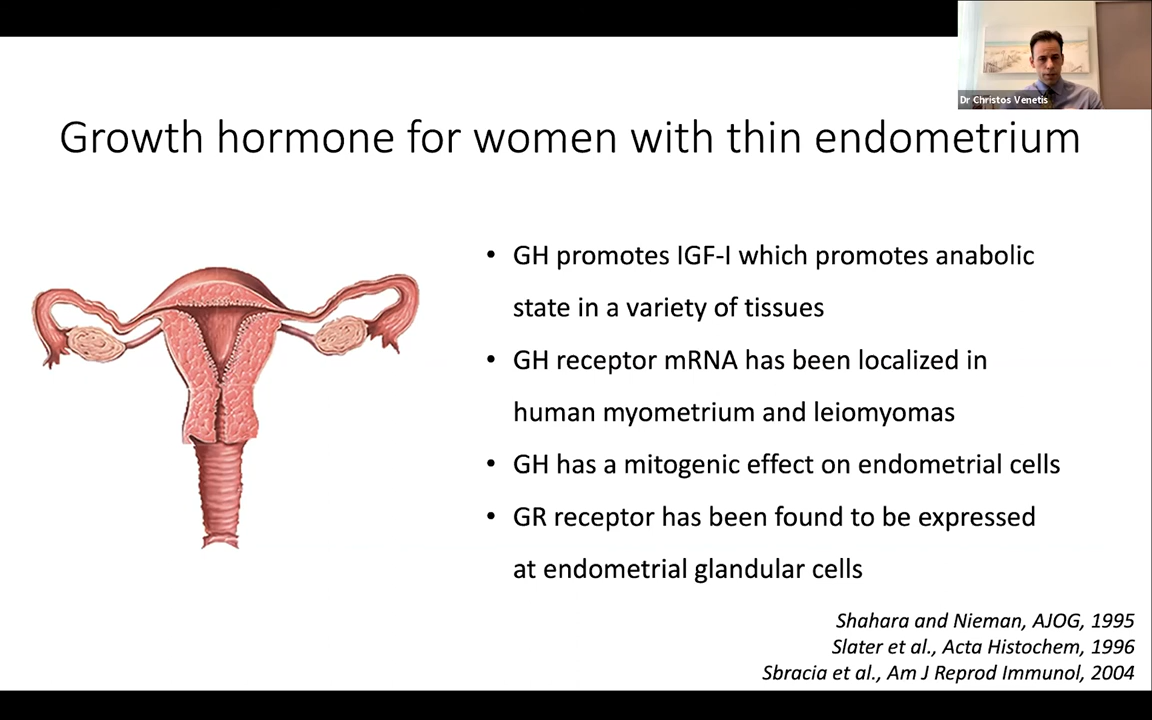 Dr Christos Venetis
Growth hormone for women with thin endometrium
• GH promotes IGF-I which promotes anabolic
state in a variety of tissues
• GH receptor mRNA has been localized in
human myometrium and leiomyomas
• GH has a mitogenic effect on endometrial cells
• GR receptor has been found to be expressed
at endometrial glandular cells
Shahara and Nieman, AJOG, 1995
Slater et al., Acta Histochem, 1996
Sbracia et al., Am J Reprod Immunol, 2004